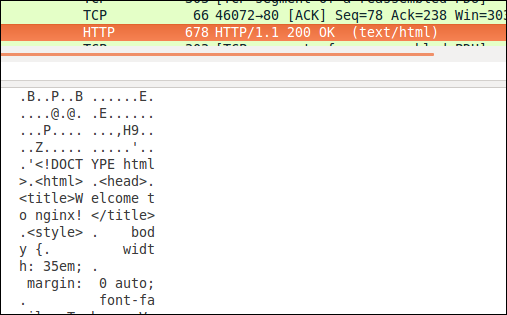 TCP 66 46072→80 [ACK] Seq=78 Ack=238 Win=303
HTTP 678 HTTP/1.1 200 OK (text/html)
.B..P..B ......E.
....@.@. .E......
...P.... ...,H9..
..Z..... .....'..
.'<!DOCT YPE html
>.<html> .<head>.
<title>W elcome t
o nginx! </title>
.<style> .    bod
y {.         widt
h: 35em; .
 margin:  0 auto;
.         font-fa